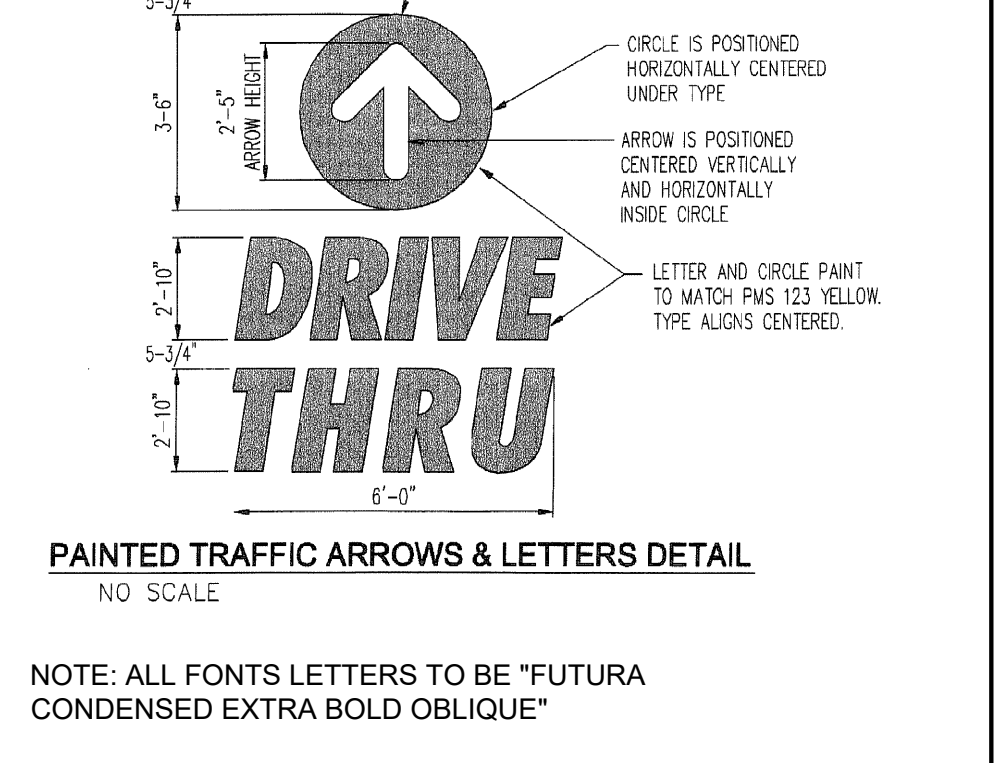 5-3/4"
3-6"
2'-5"
ARROW HEIGHT
CIRCLE IS POSITIONED
HORIZONTALLY CENTERED
UNDER TYPE
ARROW IS POSITIONED
CENTERED VERTICALLY
AND HORIZONTALLY
INSIDE CIRCLE
2'-10"
DRIVE
LETTER AND CIRCLE PAINT
TO MATCH PMS 123 YELLOW.
TYPE ALIGNS CENTERED.
5-3/4"
2'-10"
THRU
6'-0"
PAINTED TRAFFIC ARROWS & LETTERS DETAIL
NO SCALE
NOTE: ALL FONTS LETTERS TO BE "FUTURA
CONDENSED EXTRA BOLD OBLIQUE"